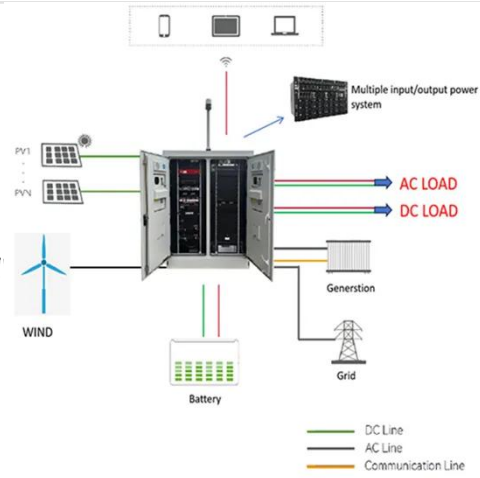 Multiple input/output power
system
PV1
PVN
AC LOAD
DC LOAD
Generstion
WIND
Grid
Battery
DC Line
AC Line
Communication Line